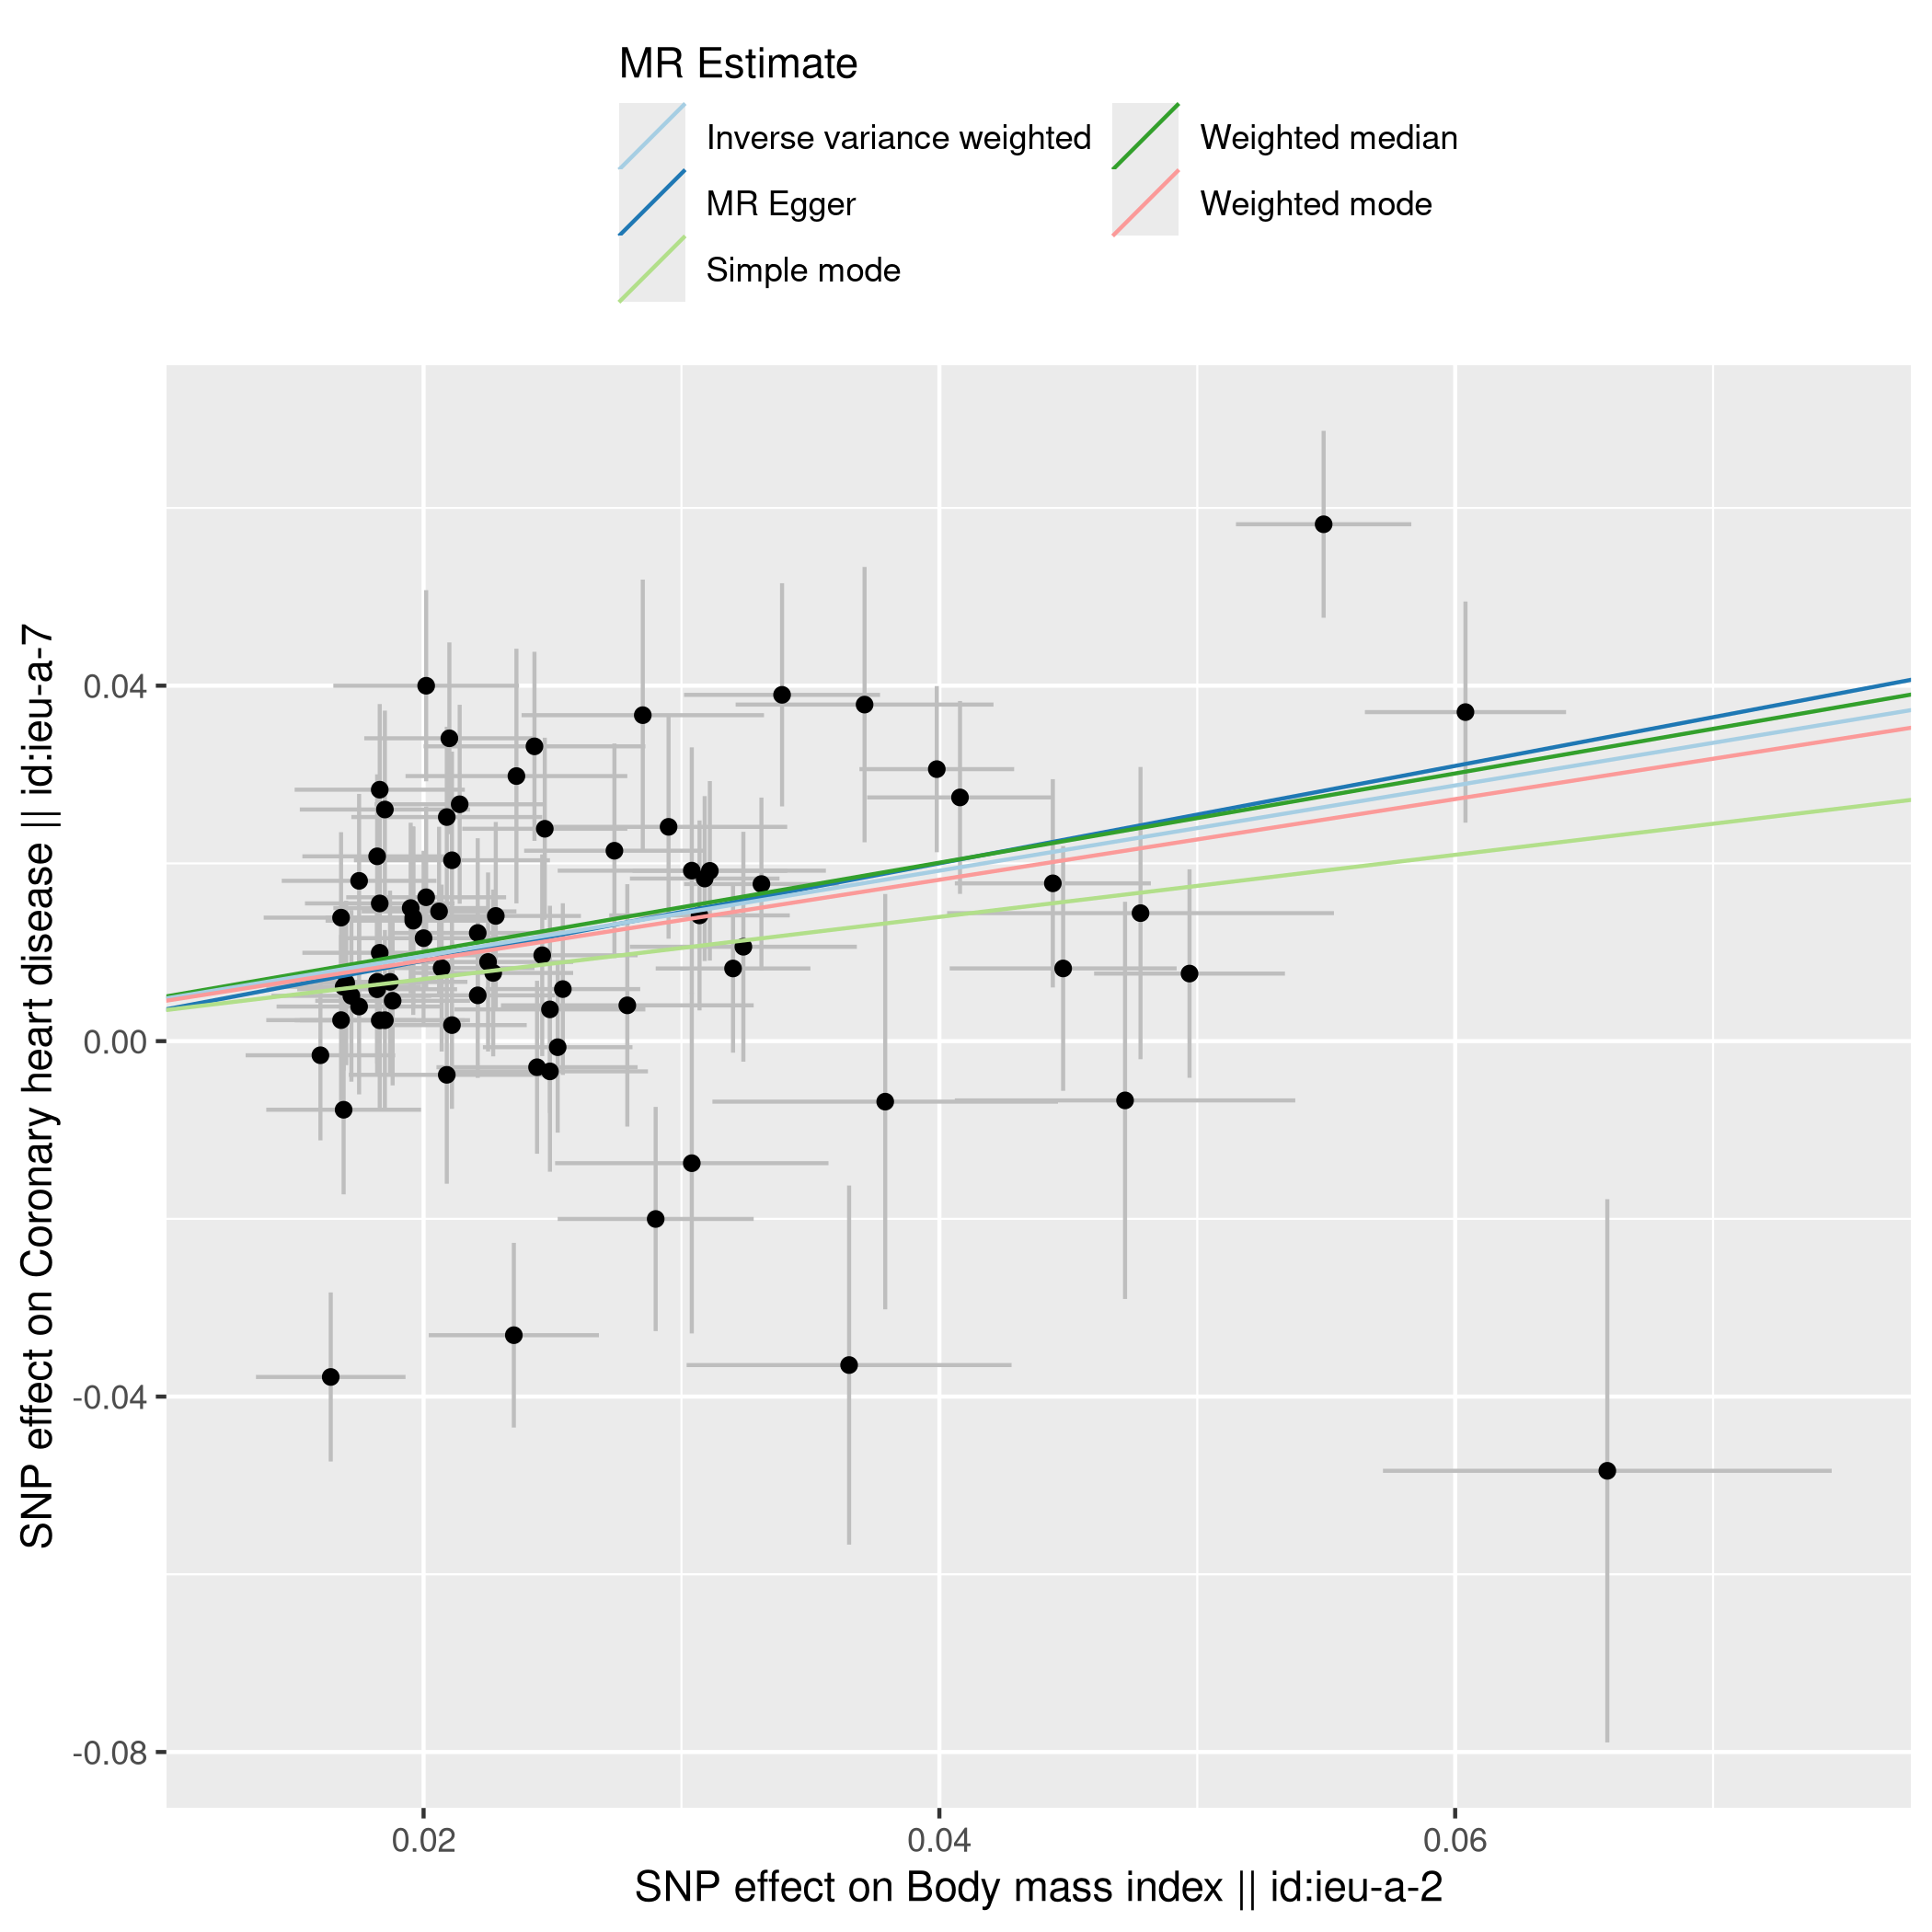 MR Estimate
Inverse variance weighted
MR Egger
Simple mode
Weighted median
Weighted mode
SNP effect on Coronary heart disease || id:ieu-a-7
0.04
0.00
-0.04
-0.08
0.02
0.04
0.06
SNP effect on Body mass index || id:ieu-a-2